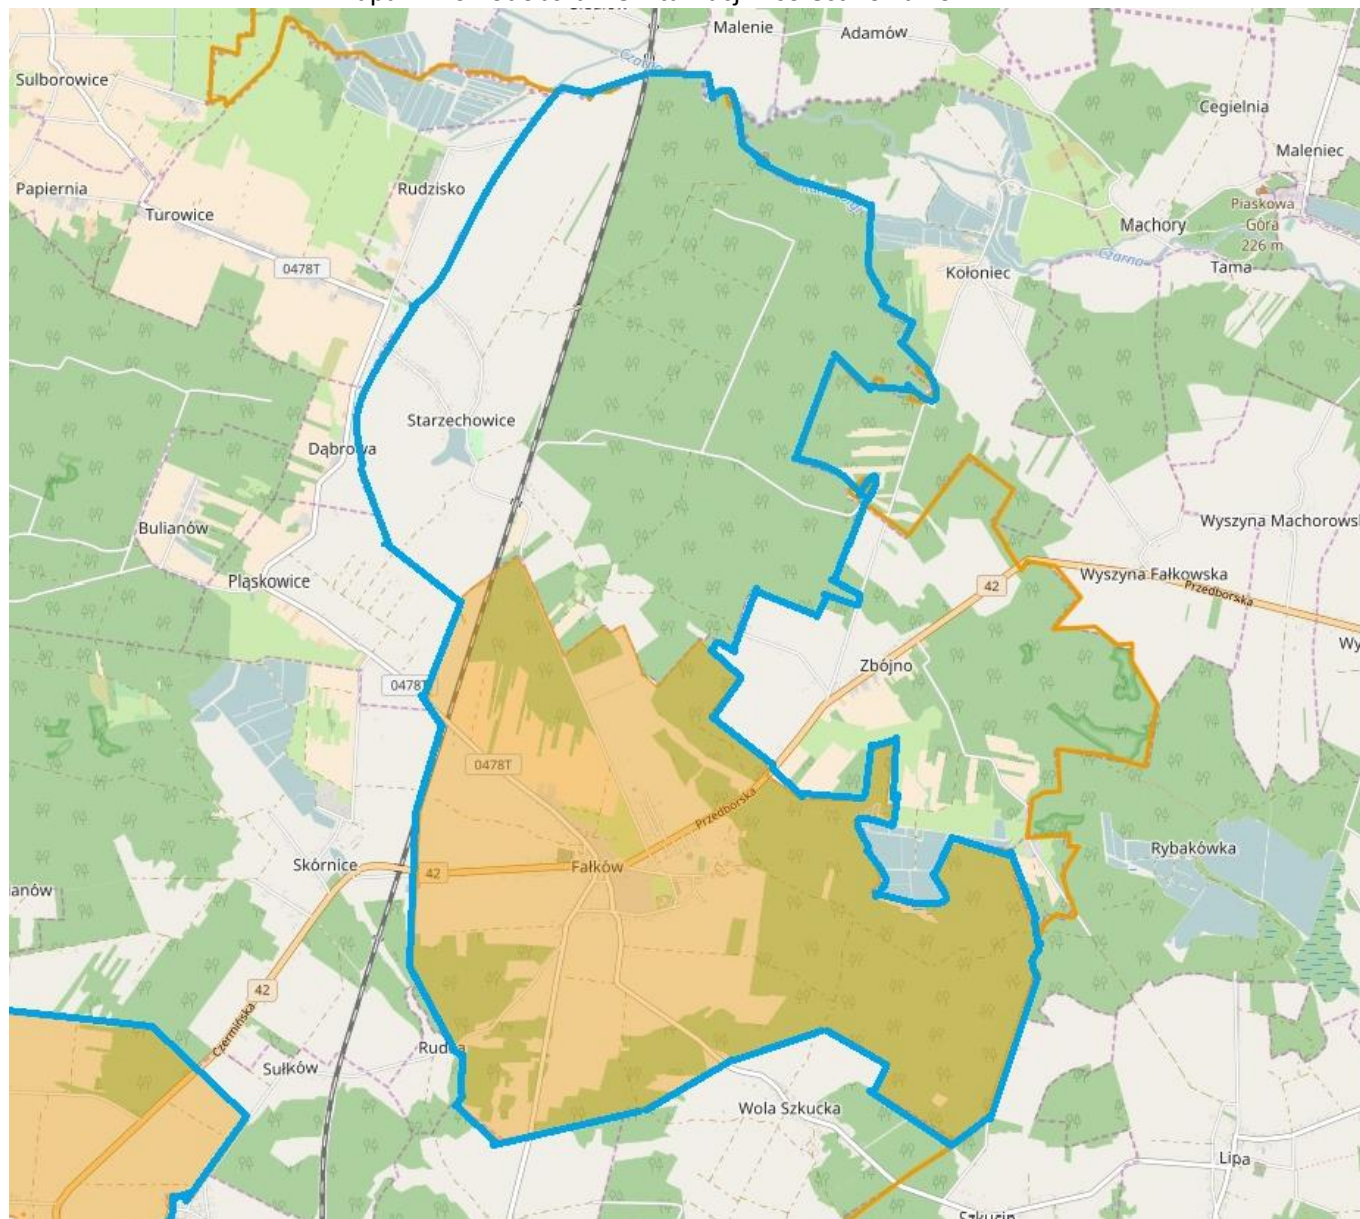 Malenie
Adamów
Sulborowice
Cegielnia
Maleniec
Papiernia
Rudzisko
Turowice
Piaskowa
Góra
226 m
Machory
0478T
Czarna
Tama
Kołoniec
Starzechowice
Dąbrowa
Bulianów
Wyszyna Machorows
Pląskowice
Wyszyna Fałkowska
42
Przedborska
Wy
Zbójno
0478T
0478T
Przedborska
Rybakówka
Skórnice
42
Fałków
anów
42
Czermińska
Sułków
Wola Szkucka
Lipa